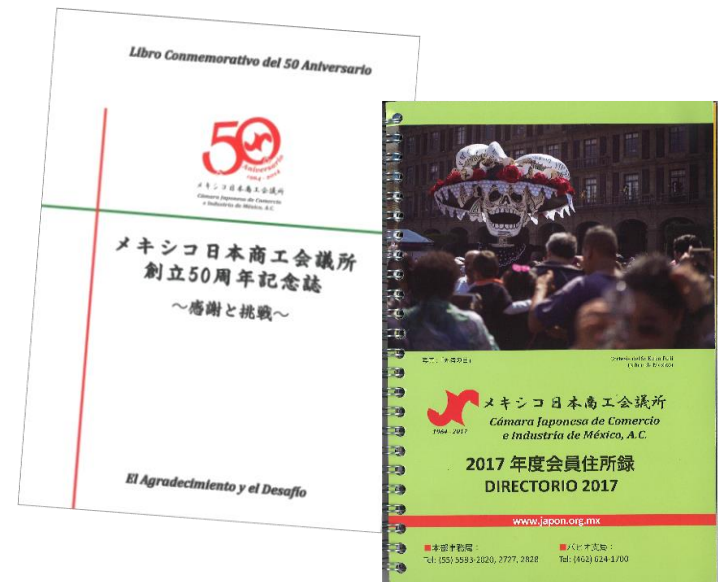 Libro Conmemorativo del 50 Aniversario
50
Aniversario
1964 - 2014
メキシコ日本商工会議所
Cámara Japonesa de Comercio
e Industria de México, A.C.
メキシコ日本商工会議所
創立50周年記念誌
～感謝と挑戦～
El Agradecimiento y el Desafío
1964 - 2017
メキシコ日本商工会議所
Cámara Japonesa de Comercio
e Industria de México, A.C.
2017 年度会員住所録
DIRECTORIO 2017
www.japon.org.mx
■本部事務局：
Tel: (55) 5593-2020, 2727, 2828
■バヒオ支局：
Tel: (462) 624-1700